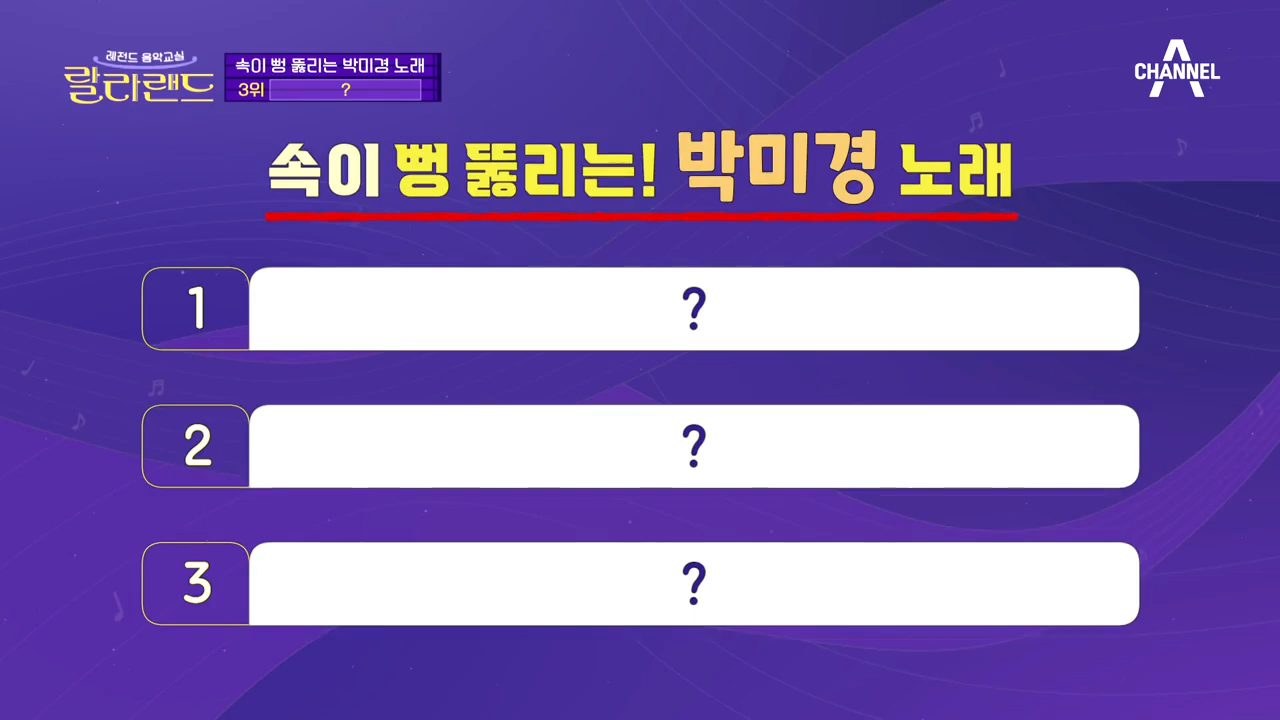 레전드 음악교실
랄라랜드
속이 뻥 뚫리는 박미경 노래
3위 ?
CHANNEL A
속이 뻥 뚫리는! 박미경 노래
1 ?
2 ?
3 ?